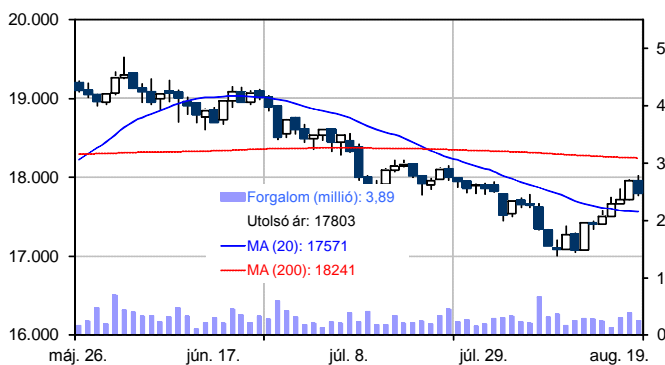 20.000
19.000
18.000
17.000
16.000
5
4
3
2
1
0
Forgalom (millió): 3,89
Utolsó ár: 17803
MA (20): 17571
MA (200): 18241
máj. 26. jún. 17. júl. 8. júl. 29. aug. 19.